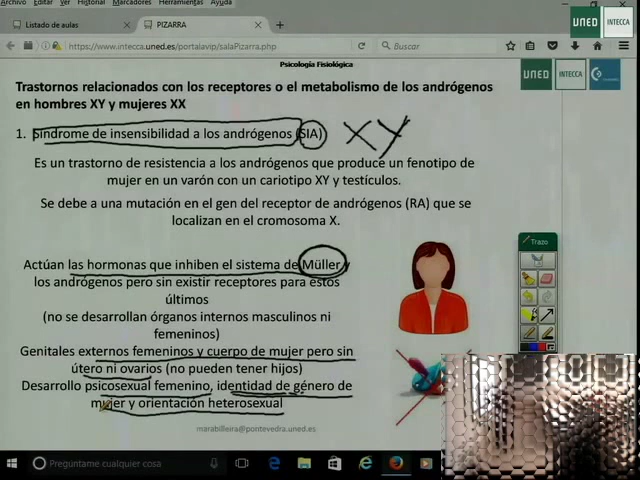 Archivo Editar Ver Historial Marcadores Herramientas Ayuda
Listado de aulas
PIZARRA
https://www.intecca.uned.es/portalavip/salaPizarra.php
Buscar
UNED
INTECCA
Psicología Fisiológica
UNED
INTECCA
Trastornos relacionados con los receptores o el metabolismo de los andrógenos
en hombres XY y mujeres XX
1. Síndrome de insensibilidad a los andrógenos (SIA)
XY
Es un trastorno de resistencia a los andrógenos que produce un fenotipo de
mujer en un varón con un cariotipo XY y testículos.
Se debe a una mutación en el gen del receptor de andrógenos (RA) que se
localizan en el cromosoma X.
Trazo
Actúan las hormonas que inhiben el sistema de Müller y
los andrógenos pero sin existir receptores para estos
últimos
(no se desarrollan órganos internos masculinos ni
femeninos)
Genitales externos femeninos y cuerpo de mujer pero sin
útero ni ovarios (no pueden tener hijos)
Desarrollo psicosexual femenino, identidad de género de
mujer y orientación heterosexual
marabilleira@pontevedra.uned.es
Preguntame cualquier cosa